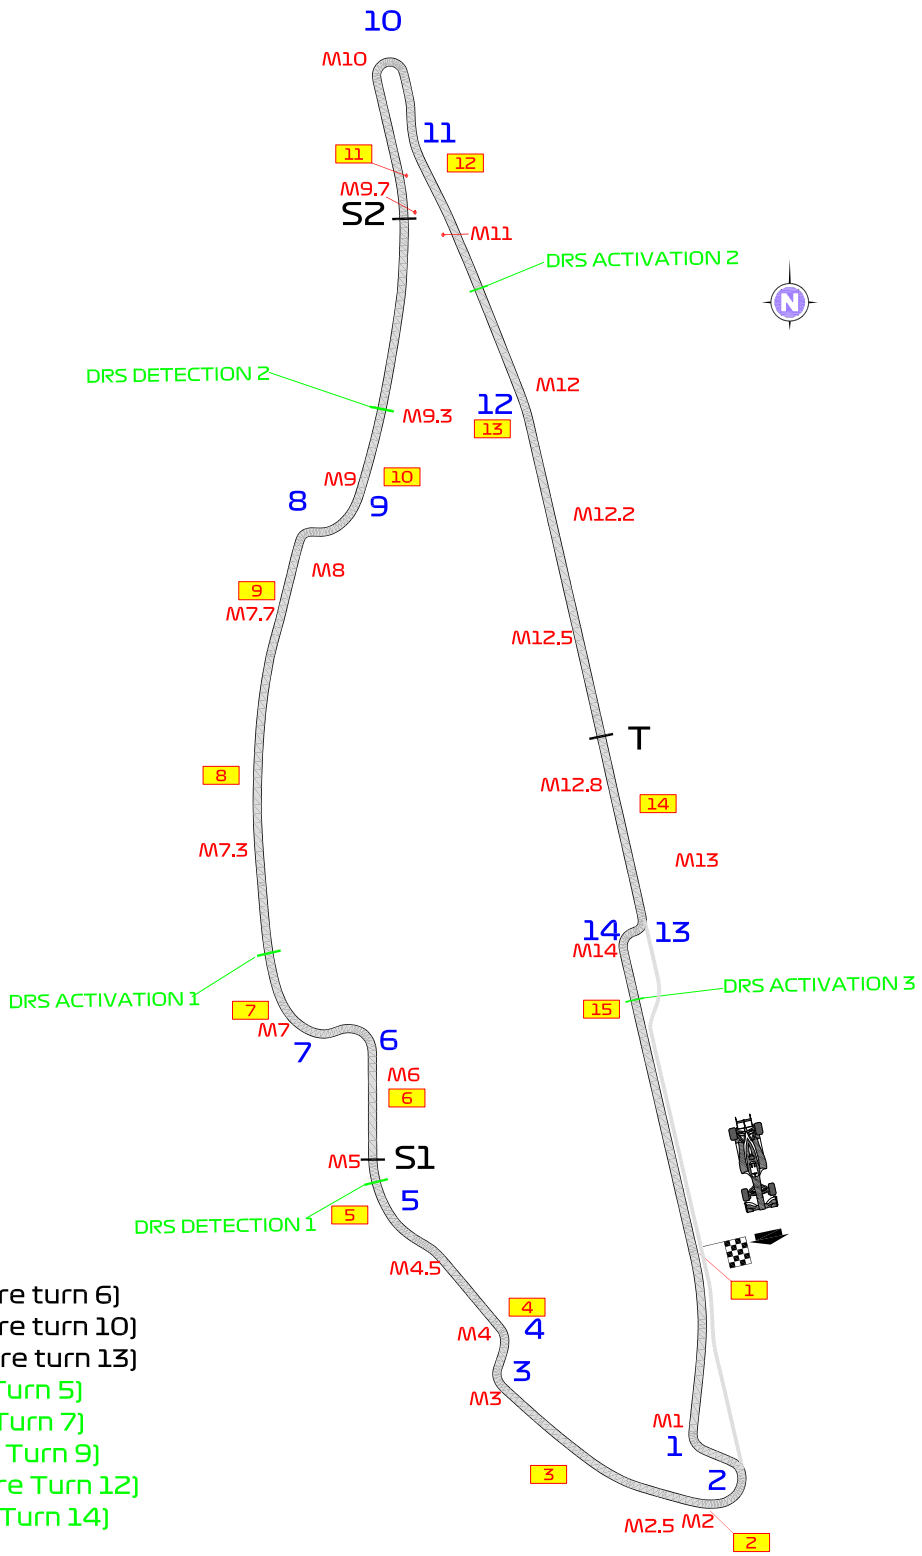 10
M10
11
11
12
M9.7
S2
M11
DRS ACTIVATION 2
N
DRS DETECTION 2
M12
12
M9.3
13
M9
10
8
9
M12.2
M8
9
M7.7
M12.5
T
8
M12.8
14
M7.3
M13
14
13
M14
DRS ACTIVATION 3
DRS ACTIVATION 1
7
15
M7
6
7
M6
6
M5
S1
5
5
DRS DETECTION 1
M4.5
1
re turn 6)
4
4
re turn 10)
M4
re turn 13)
3
Turn 5)
M3
Turn 7)
M1
1
Turn 9)
3
2
re Turn 12)
Turn 14)
M2.5
M2
2